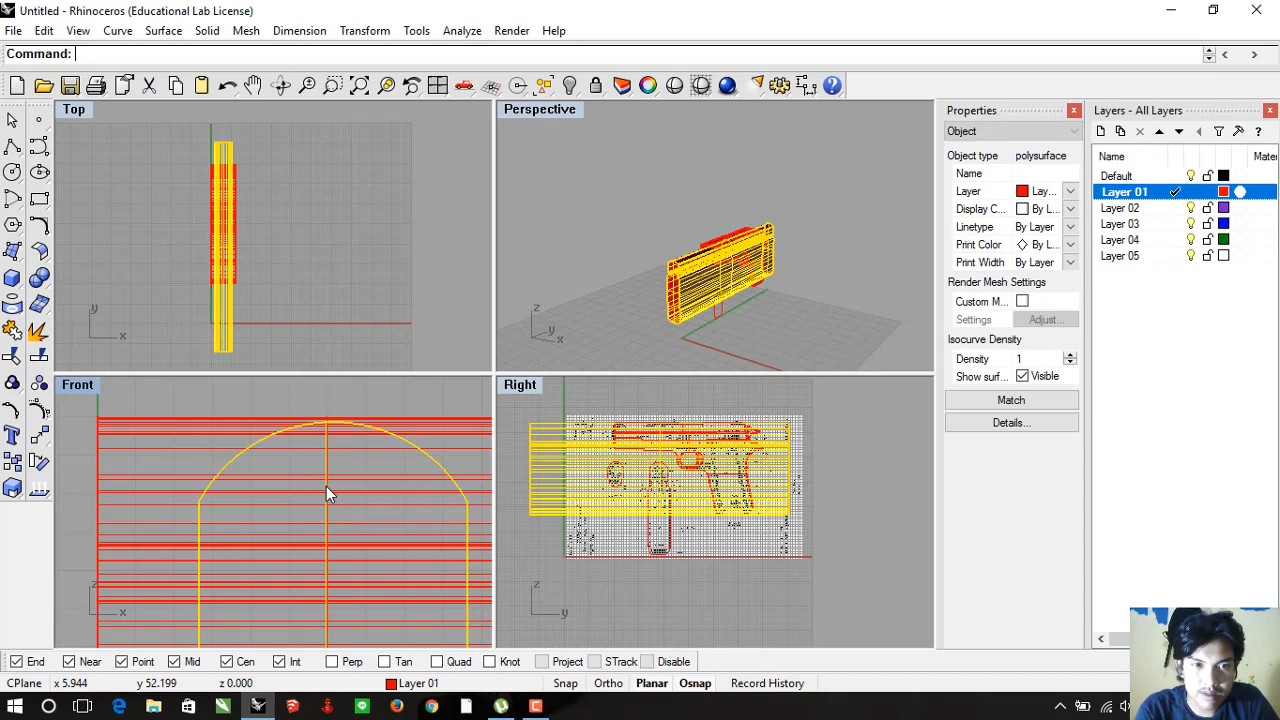 Untitled - Rhinoceros (Educational Lab License)
File Edit View Curve Surface Solid Mesh Dimension Transform Tools Analyze Render Help
Command:
Top
Perspective
Front
Right
y
x
z
y
x
z
x
z
y
Properties
Object
Object type polysurface
Name
Layer Lay...
Display C... By L...
Linetype By Layer
Print Color By L...
Print Width By Layer
Render Mesh Settings
Custom M...
Settings Adjust...
Isocurve Density
Density 1
Show surf... Visible
Match
Details...
Layers - All Layers
Name Mater
Default
Layer 01
Layer 02
Layer 03
Layer 04
Layer 05
End Near Point Mid Cen Int Perp Tan Quad Knot Project STrack Disable
CPlane x 5.944 y 52.199 z 0.000 Layer 01 Snap Ortho Planar Osnap Record History